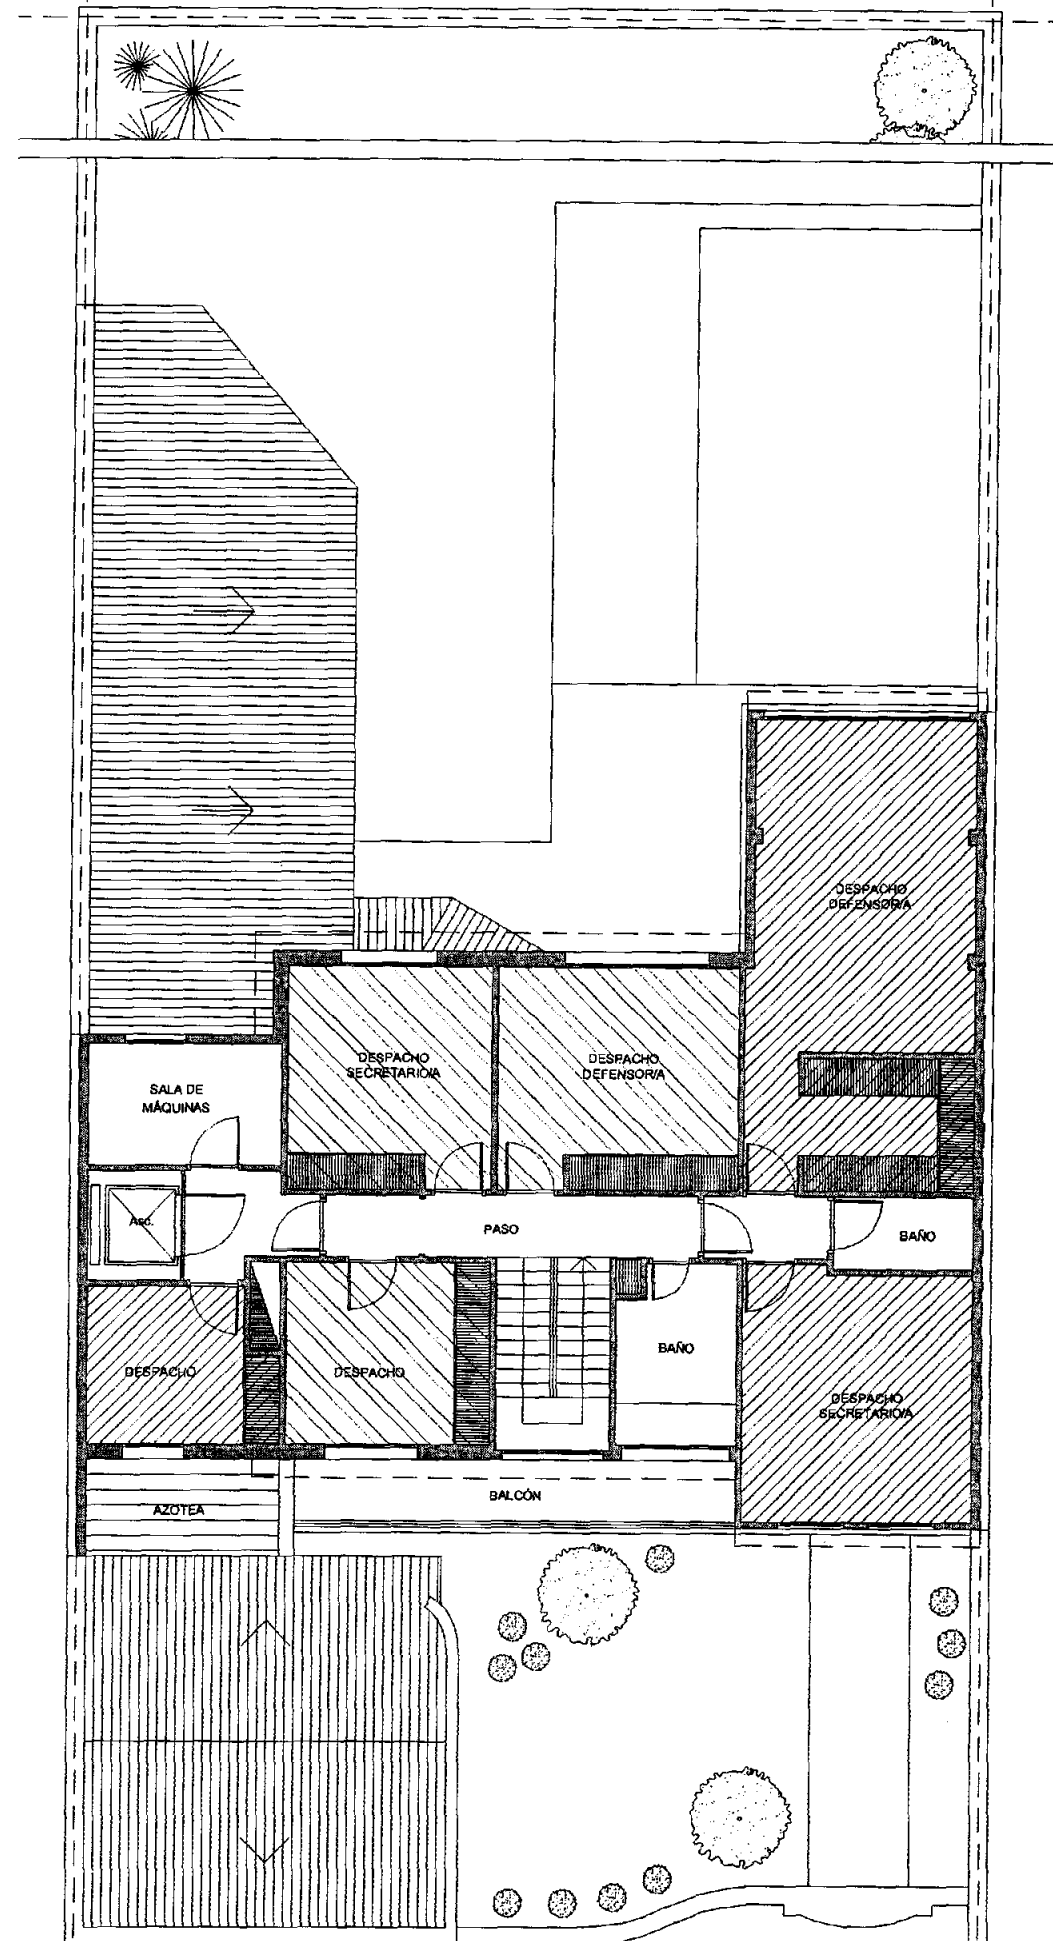 DESPACHO
DEFENSOR/A
DESPACHO
SECRETARIO/A
DESPACHO
DEFENSOR/A
SALA DE
MÁQUINAS
Asc.
PASO
BAÑO
DESPACHO
DESPACHO
BAÑO
DESPACHO
SECRETARIO/A
AZOTEA
BALCÓN